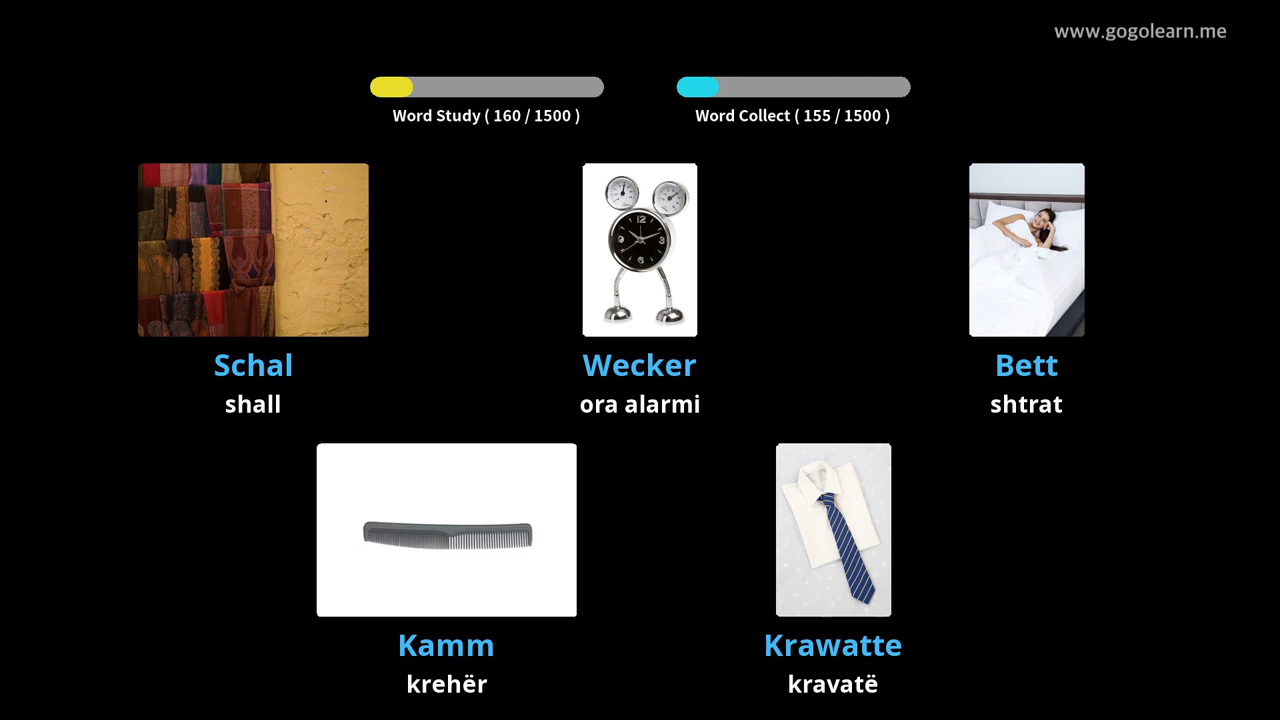 www.gogolearn.me
Word Study ( 160 / 1500 )
Word Collect ( 155 / 1500 )
Schal
shall
Wecker
ora alarmi
Bett
shtrat
Kamm
krehër
Krawatte
kravatë